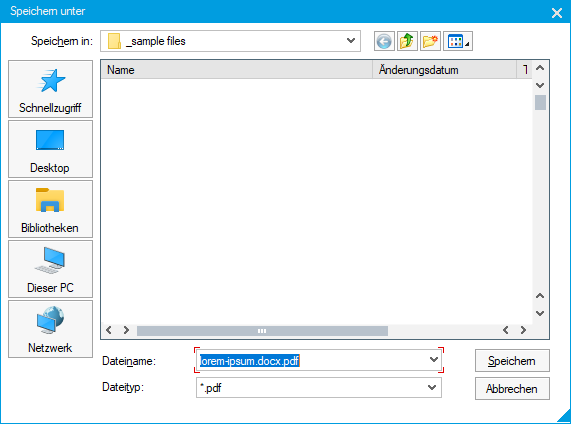 Speichern unter
Speichern in:
_sample files
Name
Änderungsdatum
T
Schnellzugriff
Desktop
Bibliotheken
Dieser PC
Netzwerk
Dateiname:
lorem-ipsum.docx.pdf
Speichern
Dateityp:
*.pdf
Abbrechen